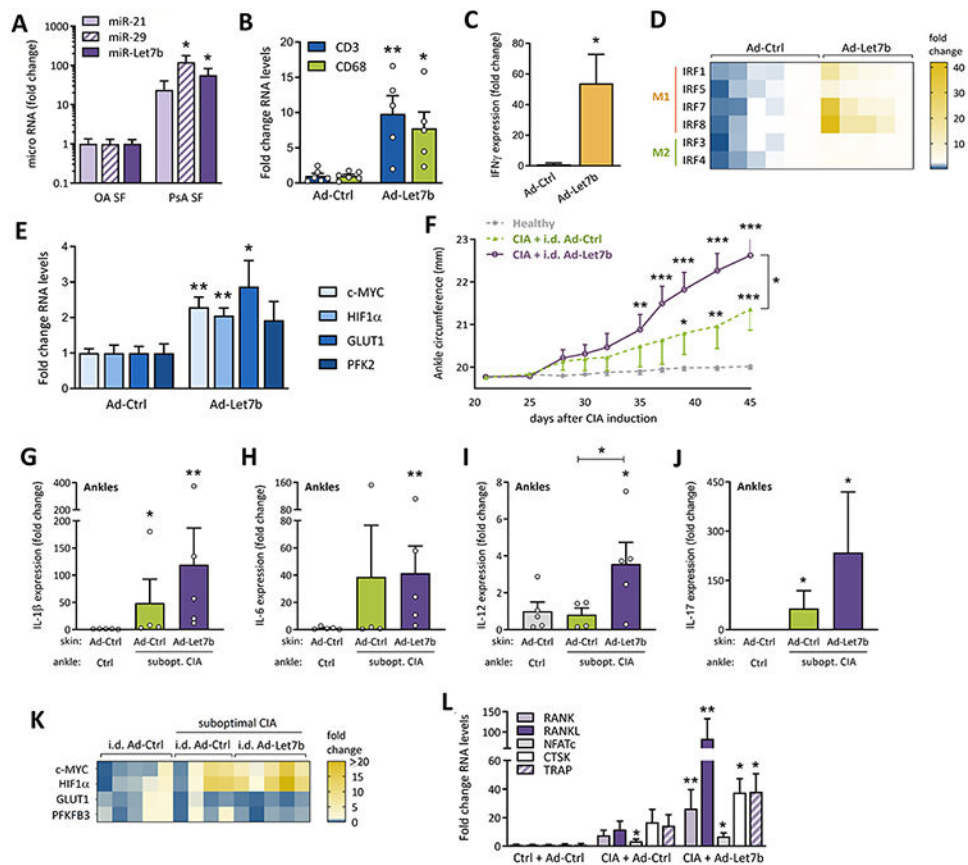 A
miR-21
miR-29
miR-Let7b
micro RNA (fold change)
1000
100
10
1
0.1
*
*
OA SF
PsA SF
B
CD3
CD68
Fold change RNA levels
20
15
10
5
0
**
*
Ad-Ctrl
Ad-Let7b
C
IFNγ expression (fold change)
80
60
40
20
0
*
Ad-Ctrl
Ad-Let7b
D
Ad-Ctrl
Ad-Let7b
fold
change
M1
M2
IRF1
IRF5
IRF7
IRF8
IRF3
IRF4
40
30
20
10
1
E
Fold change RNA levels
4
3
2
1
0
**
**
*
c-MYC
HIF1α
GLUT1
PFK2
Ad-Ctrl
Ad-Let7b
F
Healthy
CIA + i.d. Ad-Ctrl
CIA + i.d. Ad-Let7b
Ankle circumference (mm)
23
22
21
20
**
***
***
***
***
*
**
***
*
20
25
30
35
40
45
days after CIA induction
G
Ankles
IL-1β expression (fold change)
400
200
150
100
50
0
*
**
skin: Ad-Ctrl Ad-Ctrl Ad-Let7b
ankle: Ctrl subopt. CIA
H
Ankles
IL-6 expression (fold change)
160
120
80
60
40
20
0
**
Ad-Ctrl Ad-Ctrl Ad-Let7b
Ctrl subopt. CIA
I
Ankles
IL-12 expression (fold change)
8
6
4
2
0
*
*
skin: Ad-Ctrl Ad-Ctrl Ad-Let7b
ankle: Ctrl subopt. CIA
J
Ankles
IL-17 expression (fold change)
450
300
150
0
*
*
skin: Ad-Ctrl Ad-Ctrl Ad-Let7b
ankle: Ctrl subopt. CIA
K
suboptimal CIA
i.d. Ad-Ctrl i.d. Ad-Ctrl i.d. Ad-Let7b
fold
change
c-MYC
HIF1α
GLUT1
PFKFB3
>20
15
10
5
0
L
RANK
RANKL
NFATc
CTSK
TRAP
Fold change RNA levels
150
100
50
60
40
20
0
*
**
**
*
*
*
Ctrl + Ad-Ctrl
CIA + Ad-Ctrl
CIA + Ad-Let7b